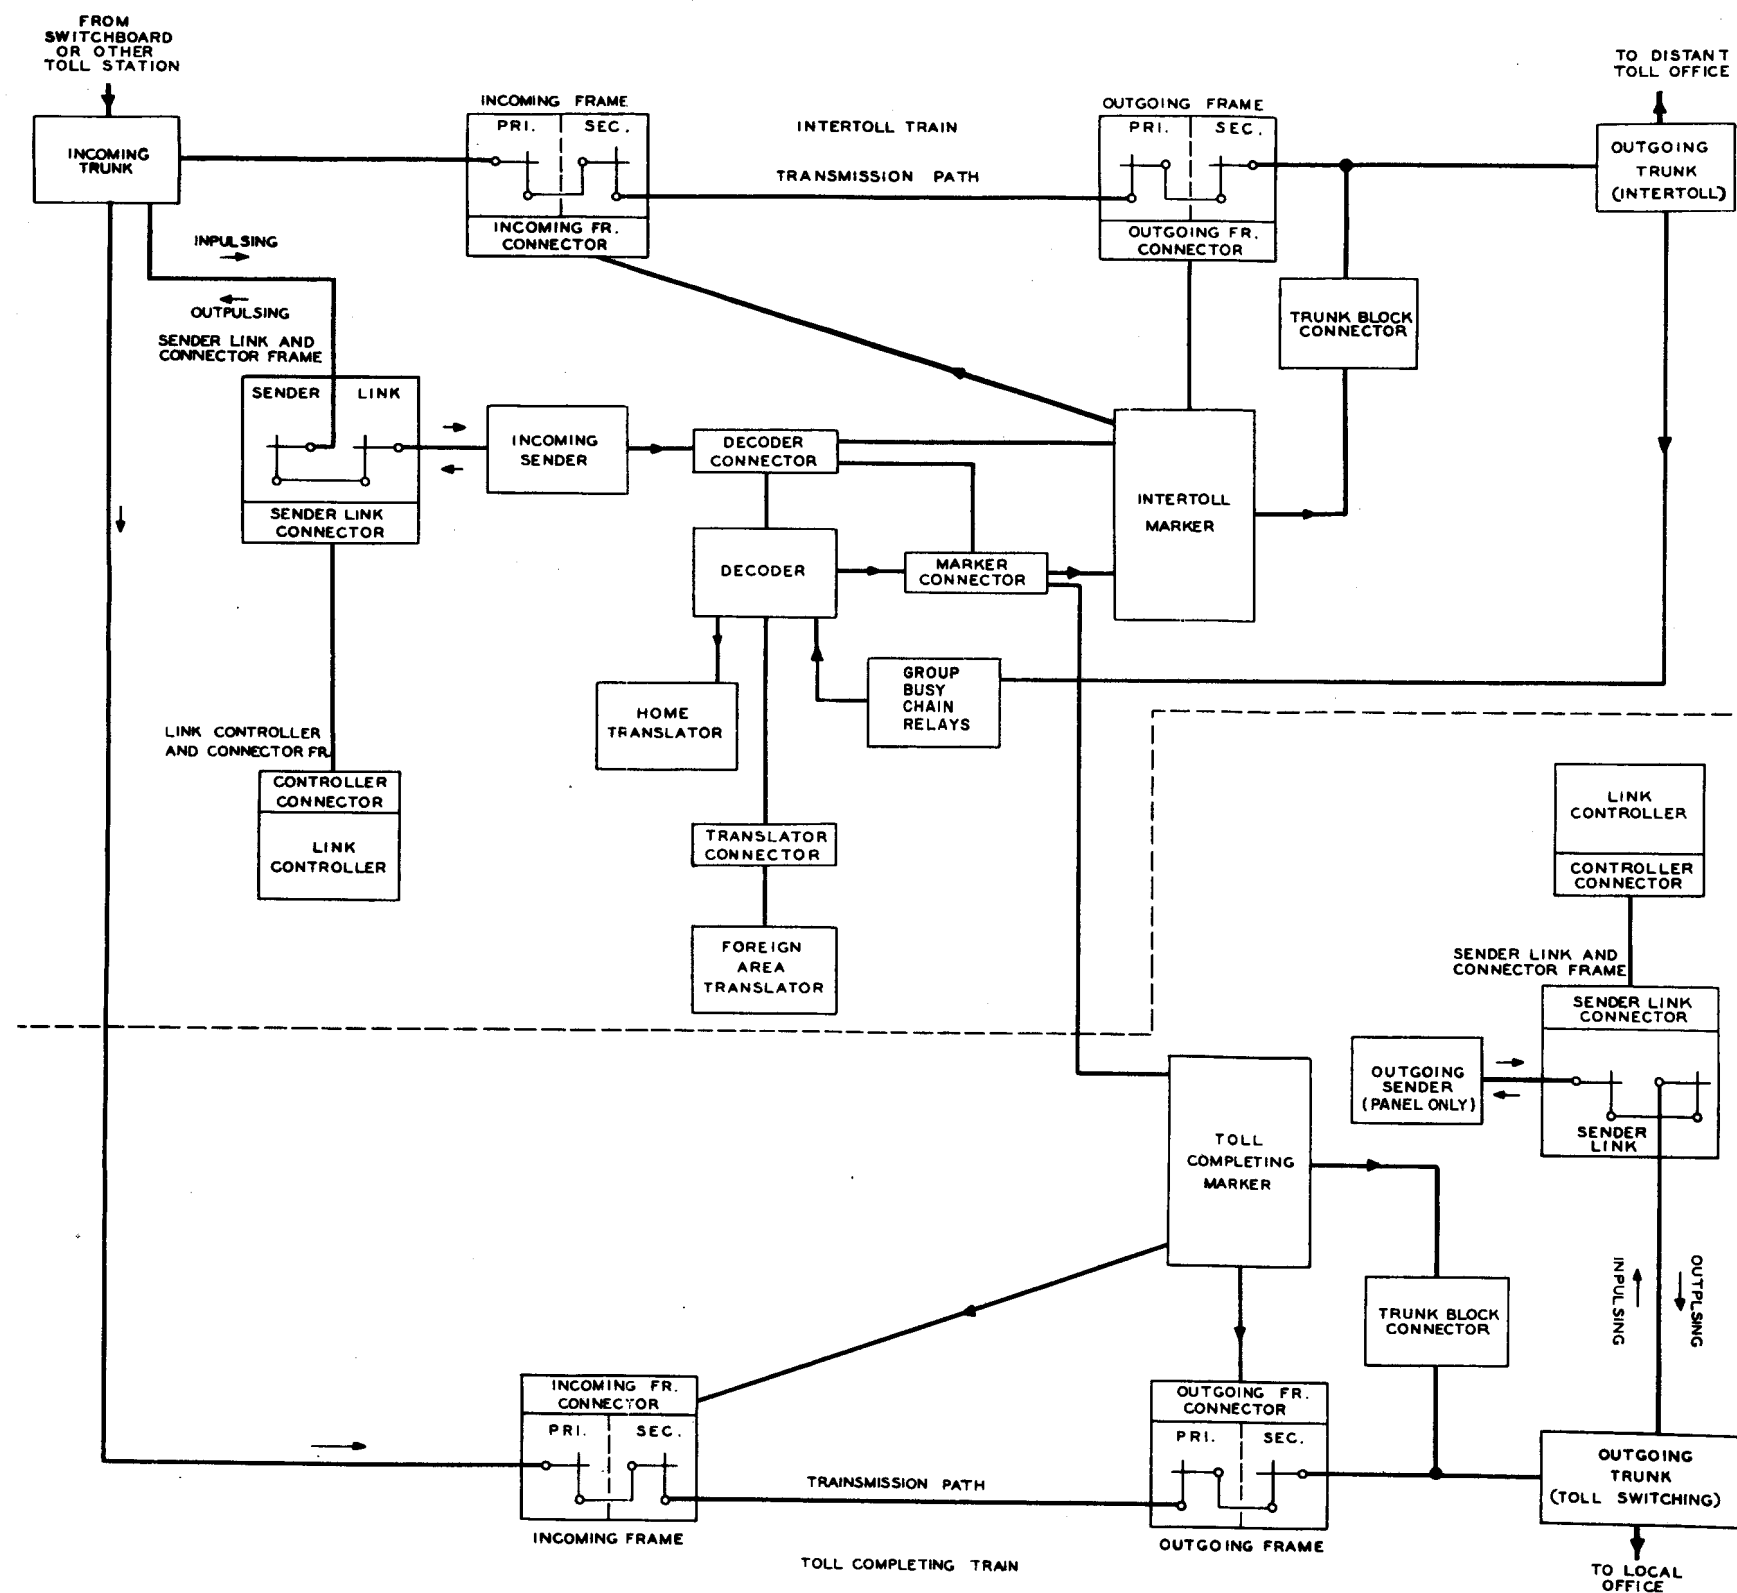 FROM
SWITCHBOARD
OR OTHER
TOLL STATION
INCOMING
TRUNK
INCOMING FRAME
PRI.
SEC.
INCOMING FR.
CONNECTOR
INTERTOLL TRAIN
TRANSMISSION PATH
OUTGOING FRAME
PRI.
SEC.
OUTGOING FR.
CONNECTOR
TO DISTANT
TOLL OFFICE
OUTGOING
TRUNK
(INTERTOLL)
INPULSING
OUTPULSING
SENDER LINK AND
CONNECTOR FRAME
SENDER
LINK
SENDER LINK
CONNECTOR
INCOMING
SENDER
DECODER
CONNECTOR
TRUNK BLOCK
CONNECTOR
INTERTOLL
MARKER
DECODER
MARKER
CONNECTOR
HOME
TRANSLATOR
GROUP
BUSY
CHAIN
RELAYS
LINK CONTROLLER
AND CONNECTOR FR.
CONTROLLER
CONNECTOR
LINK
CONTROLLER
TRANSLATOR
CONNECTOR
FOREIGN
AREA
TRANSLATOR
LINK
CONTROLLER
CONTROLLER
CONNECTOR
SENDER LINK AND
CONNECTOR FRAME
SENDER LINK
CONNECTOR
SENDER
LINK
OUTGOING
SENDER
(PANEL ONLY)
TOLL
COMPLETING
MARKER
INPULSING
OUTPLSING
TRUNK BLOCK
CONNECTOR
INCOMING FR.
CONNECTOR
PRI.
SEC.
INCOMING FRAME
TRAINSMISSION PATH
OUTGOING FR.
CONNECTOR
PRI.
SEC.
OUTGOING FRAME
OUTGOING
TRUNK
(TOLL SWITCHING)
TOLL COMPLETING TRAIN
TO LOCAL
OFFICE